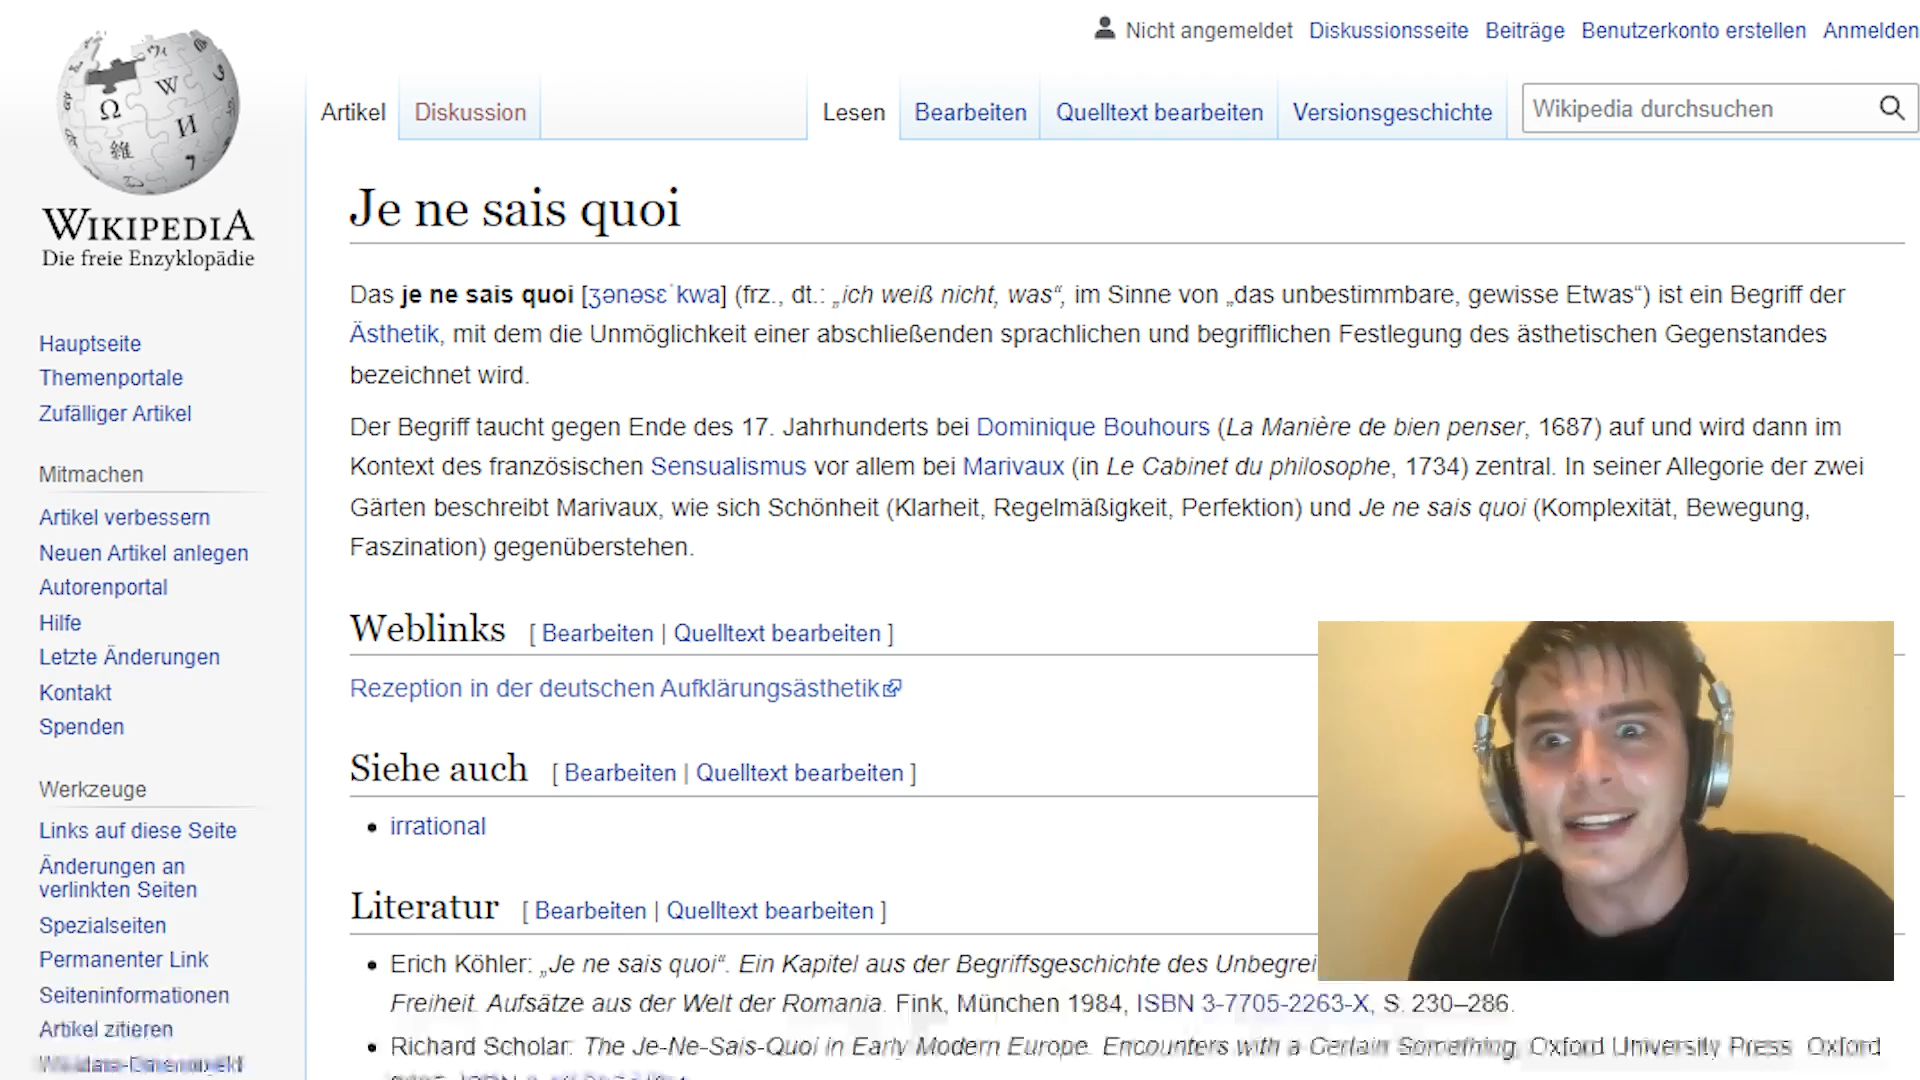 Nicht angemeldet Diskussionsseite Beiträge Benutzerkonto erstellen Anmelden
Artikel Diskussion Lesen Bearbeiten Quelltext bearbeiten Versionsgeschichte Wikipedia durchsuchen
WIKIPEDIA
Die freie Enzyklopädie
Hauptseite
Themenportale
Zufälliger Artikel
Mitmachen
Artikel verbessern
Neuen Artikel anlegen
Autorenportal
Hilfe
Letzte Änderungen
Kontakt
Spenden
Werkzeuge
Links auf diese Seite
Änderungen an
verlinkten Seiten
Spezialseiten
Permanenter Link
Seiteninformationen
Artikel zitieren
Je ne sais quoi
Das je ne sais quoi [ʒənəsɛˈkwa] (frz., dt.: „ich weiß nicht, was“, im Sinne von „das unbestimmbare, gewisse Etwas“) ist ein Begriff der
Ästhetik, mit dem die Unmöglichkeit einer abschließenden sprachlichen und begrifflichen Festlegung des ästhetischen Gegenstandes
bezeichnet wird.
Der Begriff taucht gegen Ende des 17. Jahrhunderts bei Dominique Bouhours (La Manière de bien penser, 1687) auf und wird dann im
Kontext des französischen Sensualismus vor allem bei Marivaux (in Le Cabinet du philosophe, 1734) zentral. In seiner Allegorie der zwei
Gärten beschreibt Marivaux, wie sich Schönheit (Klarheit, Regelmäßigkeit, Perfektion) und Je ne sais quoi (Komplexität, Bewegung,
Faszination) gegenüberstehen.
Weblinks [ Bearbeiten | Quelltext bearbeiten ]
Rezeption in der deutschen Aufklärungsästhetik
Siehe auch [ Bearbeiten | Quelltext bearbeiten ]
• irrational
Literatur [ Bearbeiten | Quelltext bearbeiten ]
• Erich Köhler: „Je ne sais quoi“. Ein Kapitel aus der Begriffsgeschichte des Unbegrei
Freiheit. Aufsätze aus der Welt der Romania. Fink, München 1984, ISBN 3-7705-2263-X, S. 230–286.
• Richard Scholar: The Je-Ne-Sais-Quoi in Early Modern Europe. Encounters with a Certain Something, Oxford University Press Oxford